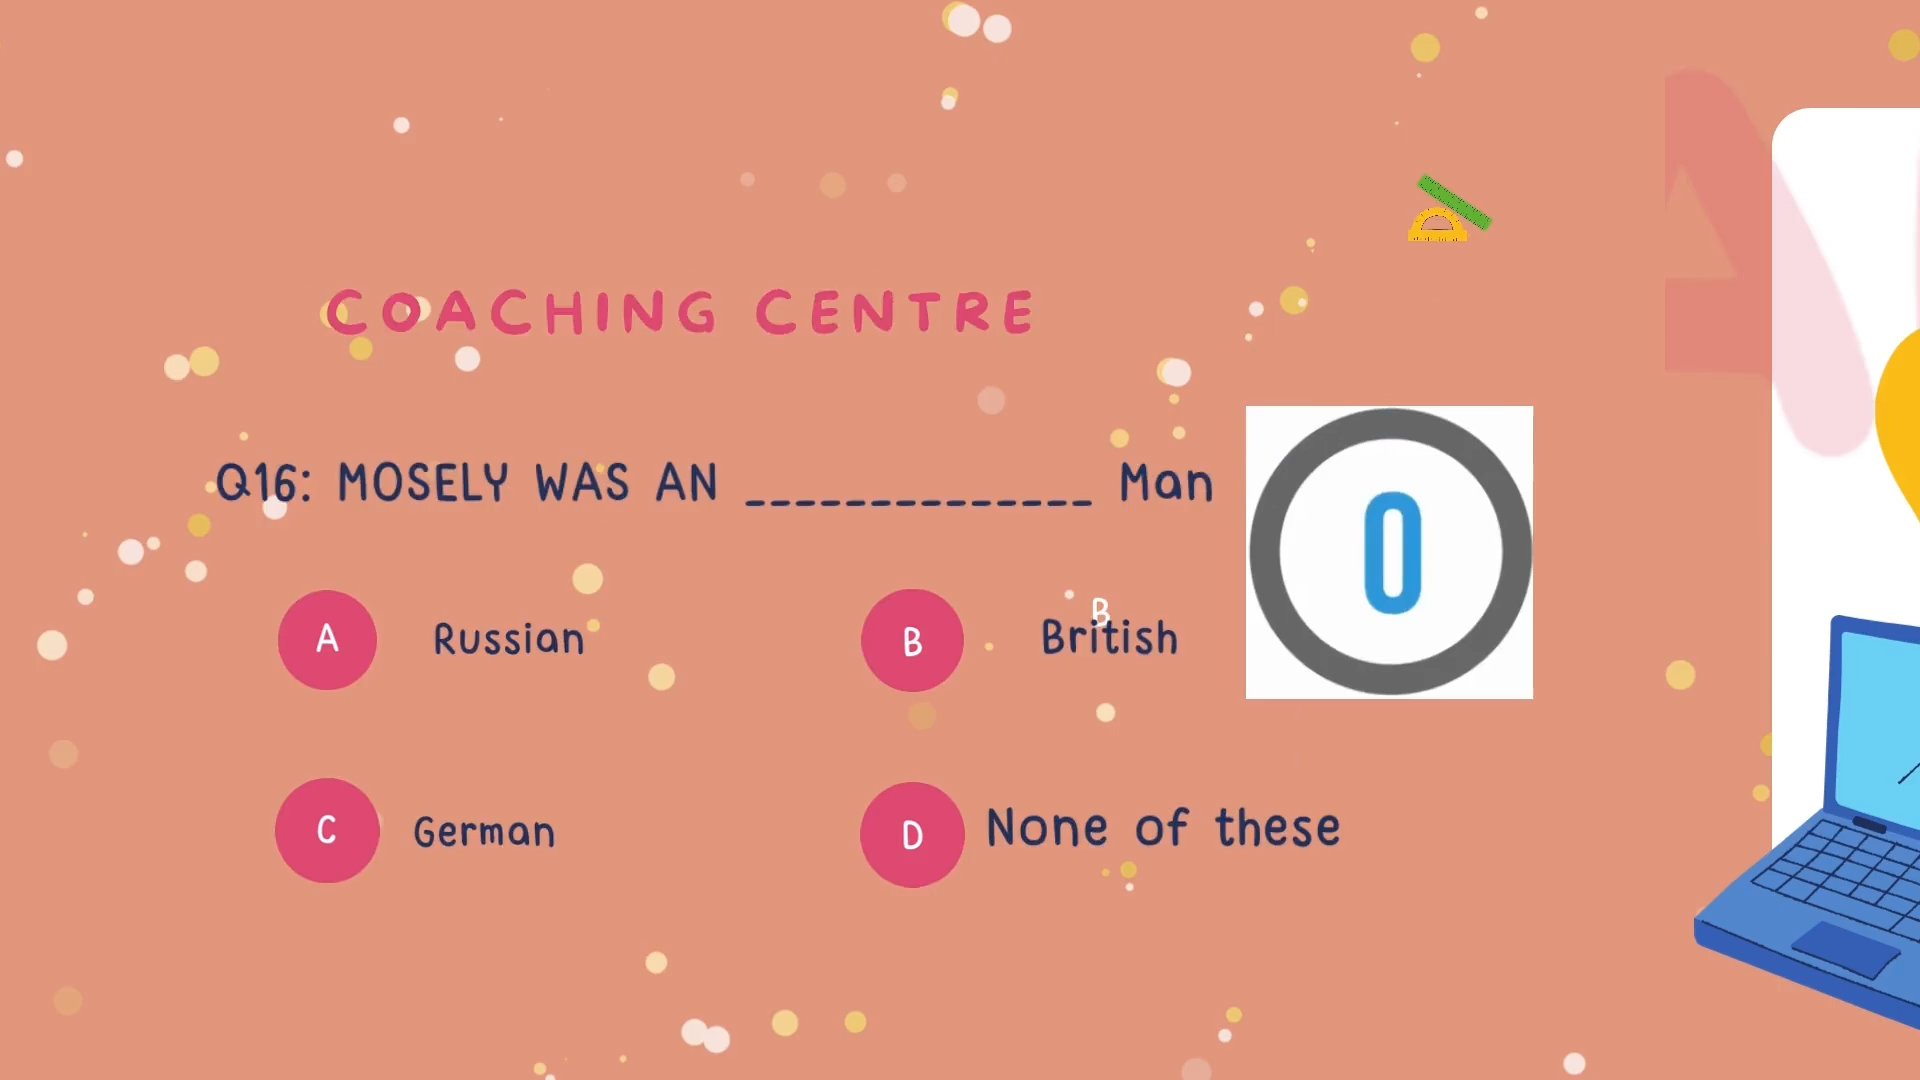 COACHING CENTRE
Q16: MOSELY WAS AN ______________ Man
0
A Russian
B British
B
C German
D None of these